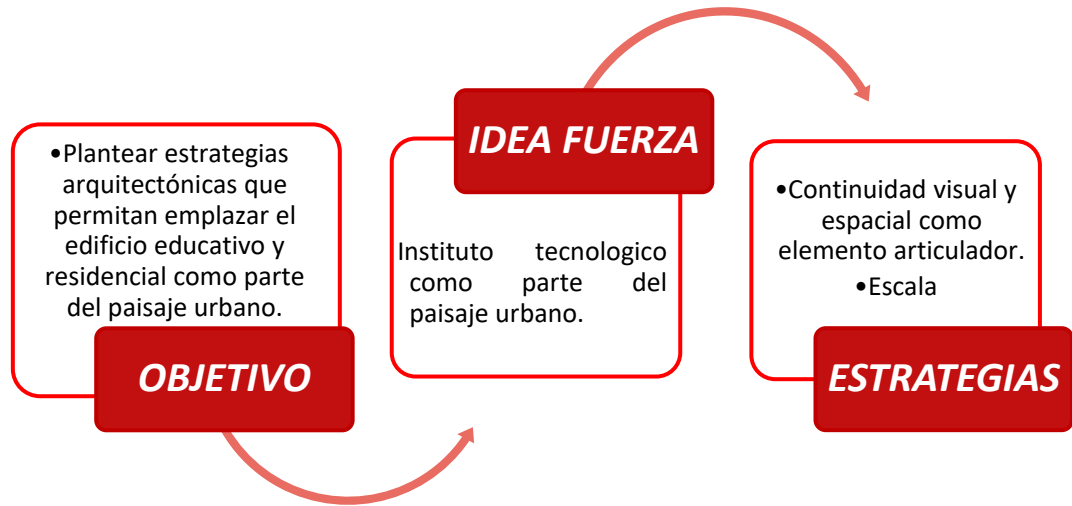 •Plantear estrategias
arquitectónicas que
permitan emplazar el
edificio educativo y
residencial como parte
del paisaje urbano.
OBJETIVO
IDEA FUERZA
Instituto tecnologico
como parte del
paisaje urbano.
•Continuidad visual y
espacial como
elemento articulador.
•Escala
ESTRATEGIAS